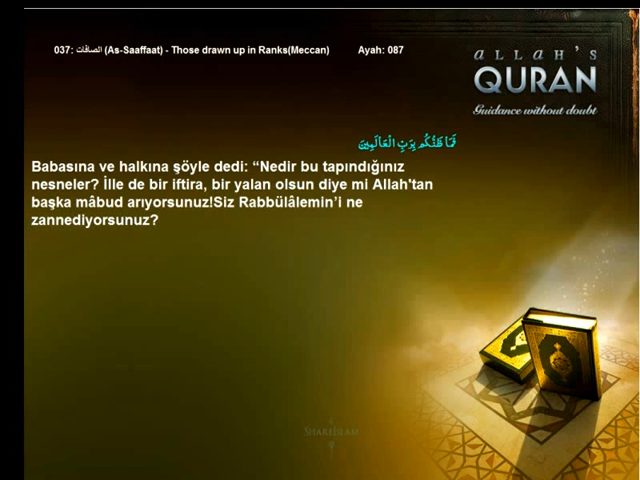 037: الصافات (As-Saaffaat) - Those drawn up in Ranks(Meccan) Ayah: 087
ALLAH'S
QURAN
Guidance without doubt
فَمَا ظَنُّكُم بِرَبِّ الْعَالَمِينَ
Babasına ve halkına şöyle dedi: “Nedir bu tapındığınız
nesneler? İlle de bir iftira, bir yalan olsun diye mi Allah'tan
başka mâbud arıyorsunuz!Siz Rabbülâlemin’i ne
zannediyorsunuz?
SHAREISLAM